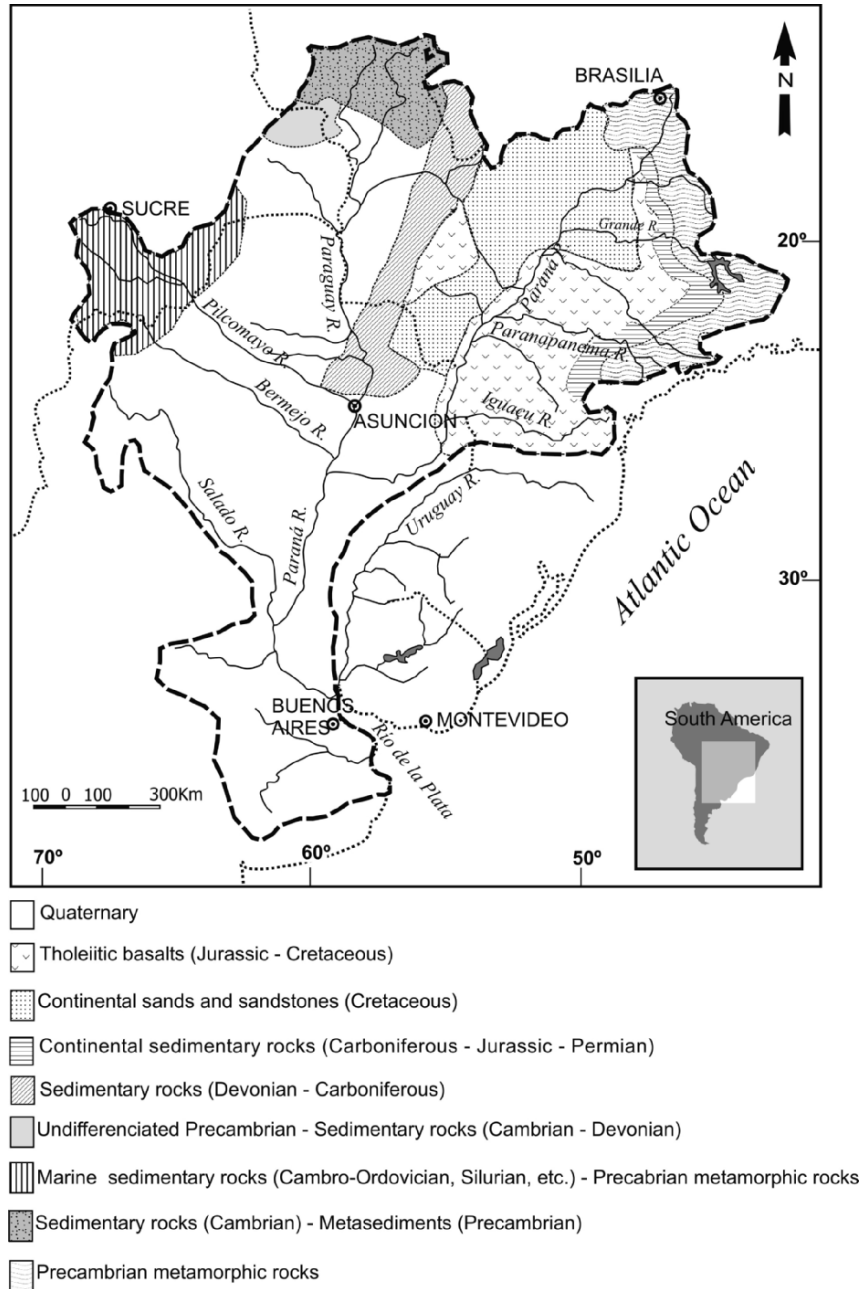 BRASILIA
N
SUCRE
Grande R.
20º
Paraguay R.
Paraná
Pilcomayo R.
Paranapanema R.
Bermejo R.
ASUNCION
Iguaçu R.
Salado R.
Paraná R.
Uruguay R.
Atlantic Ocean
30º
BUENOS
AIRES
MONTEVIDEO
Río de la Plata
South America
100 0 100 300Km
70º
60º
50º
Quaternary
Tholeiitic basalts (Jurassic - Cretaceous)
Continental sands and sandstones (Cretaceous)
Continental sedimentary rocks (Carboniferous - Jurassic - Permian)
Sedimentary rocks (Devonian - Carboniferous)
Undifferenciated Precambrian - Sedimentary rocks (Cambrian - Devonian)
Marine sedimentary rocks (Cambro-Ordovician, Silurian, etc.) - Precabrian metamorphic rocks
Sedimentary rocks (Cambrian) - Metasediments (Precambrian)
Precambrian metamorphic rocks